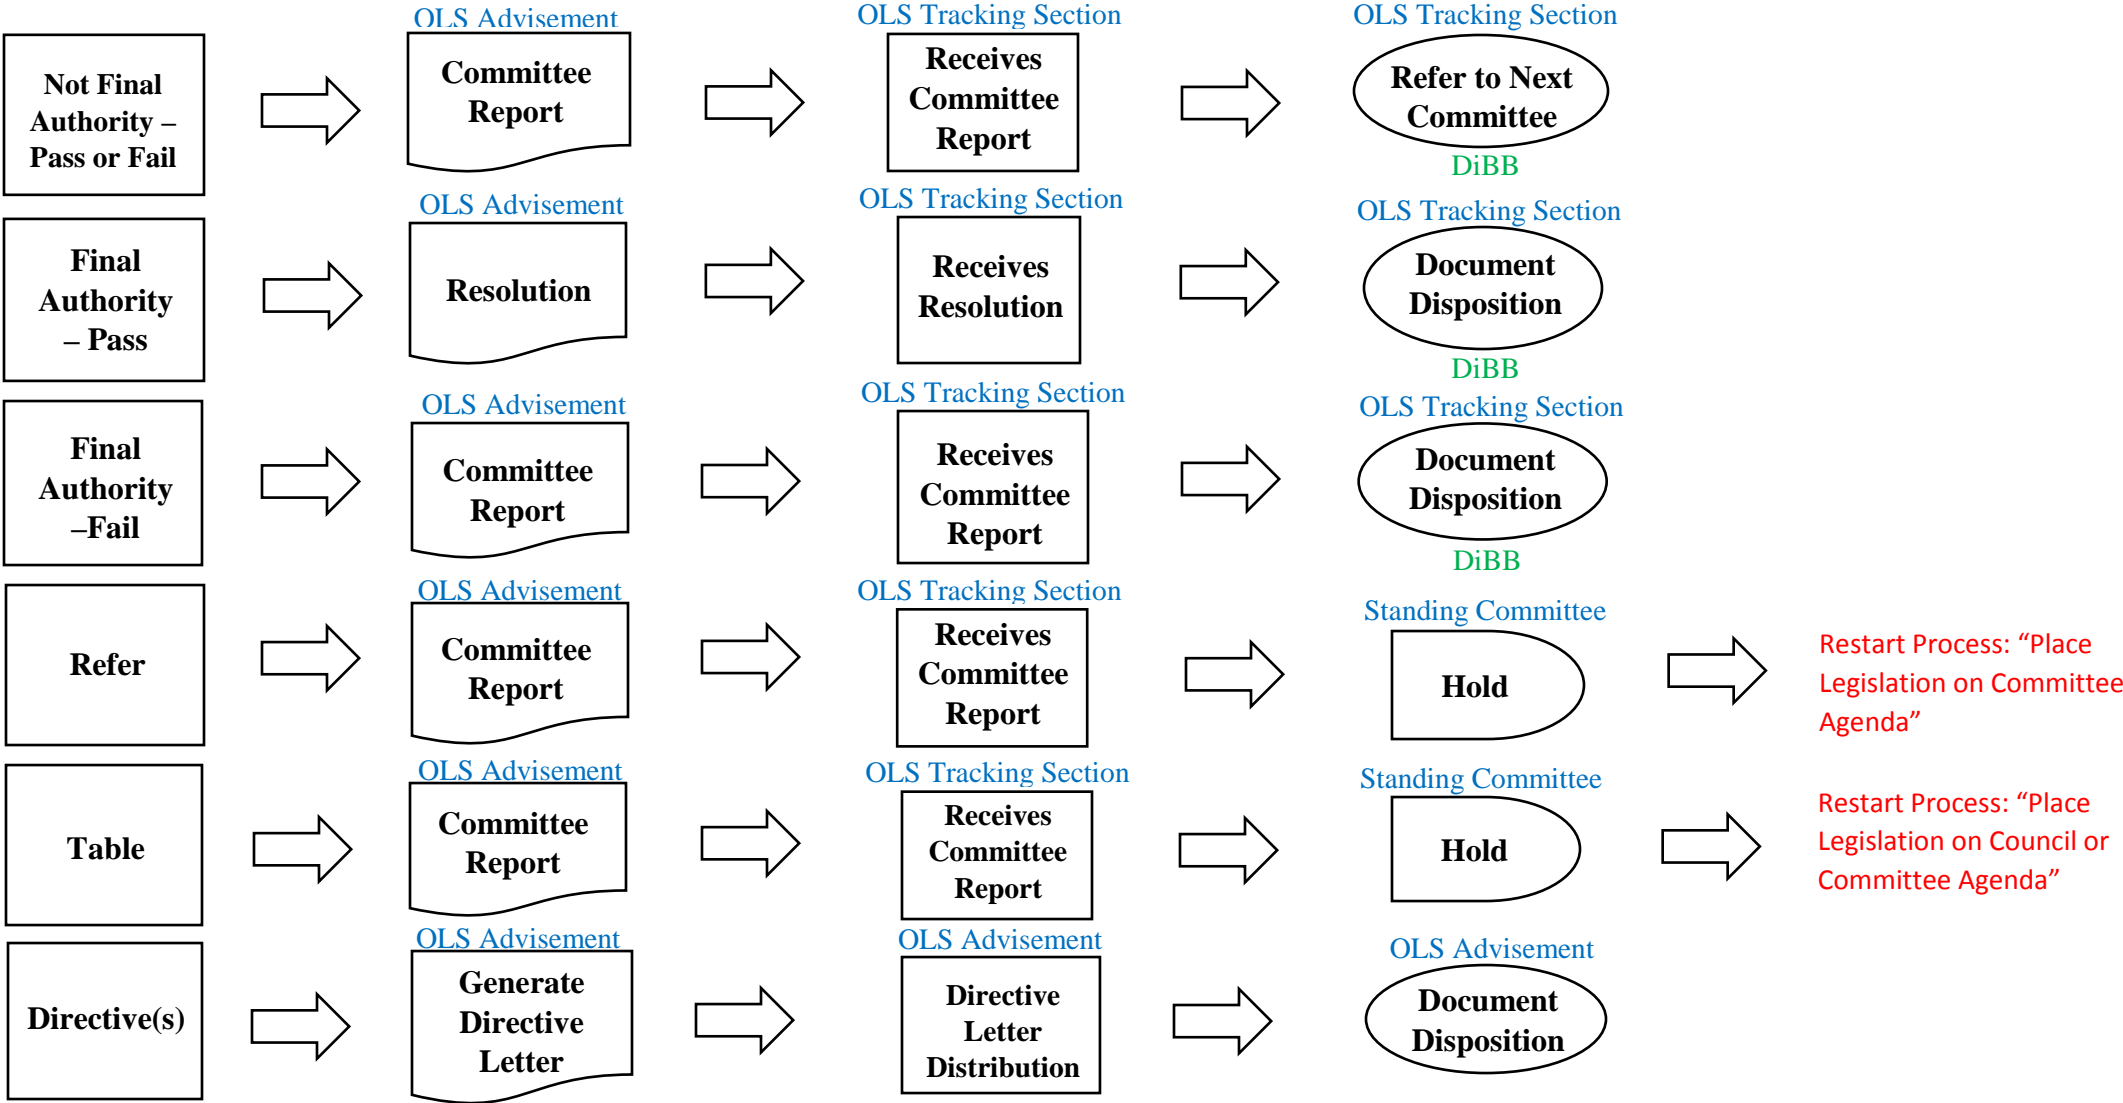 OLS Advisement
OLS Tracking Section
OLS Tracking Section
Not Final
Authority –
Pass or Fail
Committee
Report
Receives
Committee
Report
Refer to Next
Committee
DiBB
OLS Advisement
OLS Tracking Section
OLS Tracking Section
Final
Authority
– Pass
Resolution
Receives
Resolution
Document
Disposition
DiBB
OLS Advisement
OLS Tracking Section
OLS Tracking Section
Final
Authority
–Fail
Committee
Report
Receives
Committee
Report
Document
Disposition
DiBB
OLS Advisement
OLS Tracking Section
Standing Committee
Refer
Committee
Report
Receives
Committee
Report
Hold
Restart Process: “Place
Legislation on Committee
Agenda”
OLS Advisement
OLS Tracking Section
Standing Committee
Table
Committee
Report
Receives
Committee
Report
Hold
Restart Process: “Place
Legislation on Council or
Committee Agenda”
OLS Advisement
OLS Advisement
OLS Advisement
Directive(s)
Generate
Directive
Letter
Directive
Letter
Distribution
Document
Disposition